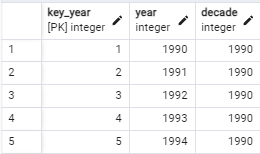 key_year year decade
[PK] integer integer integer
1 1 1990 1990
2 2 1991 1990
3 3 1992 1990
4 4 1993 1990
5 5 1994 1990